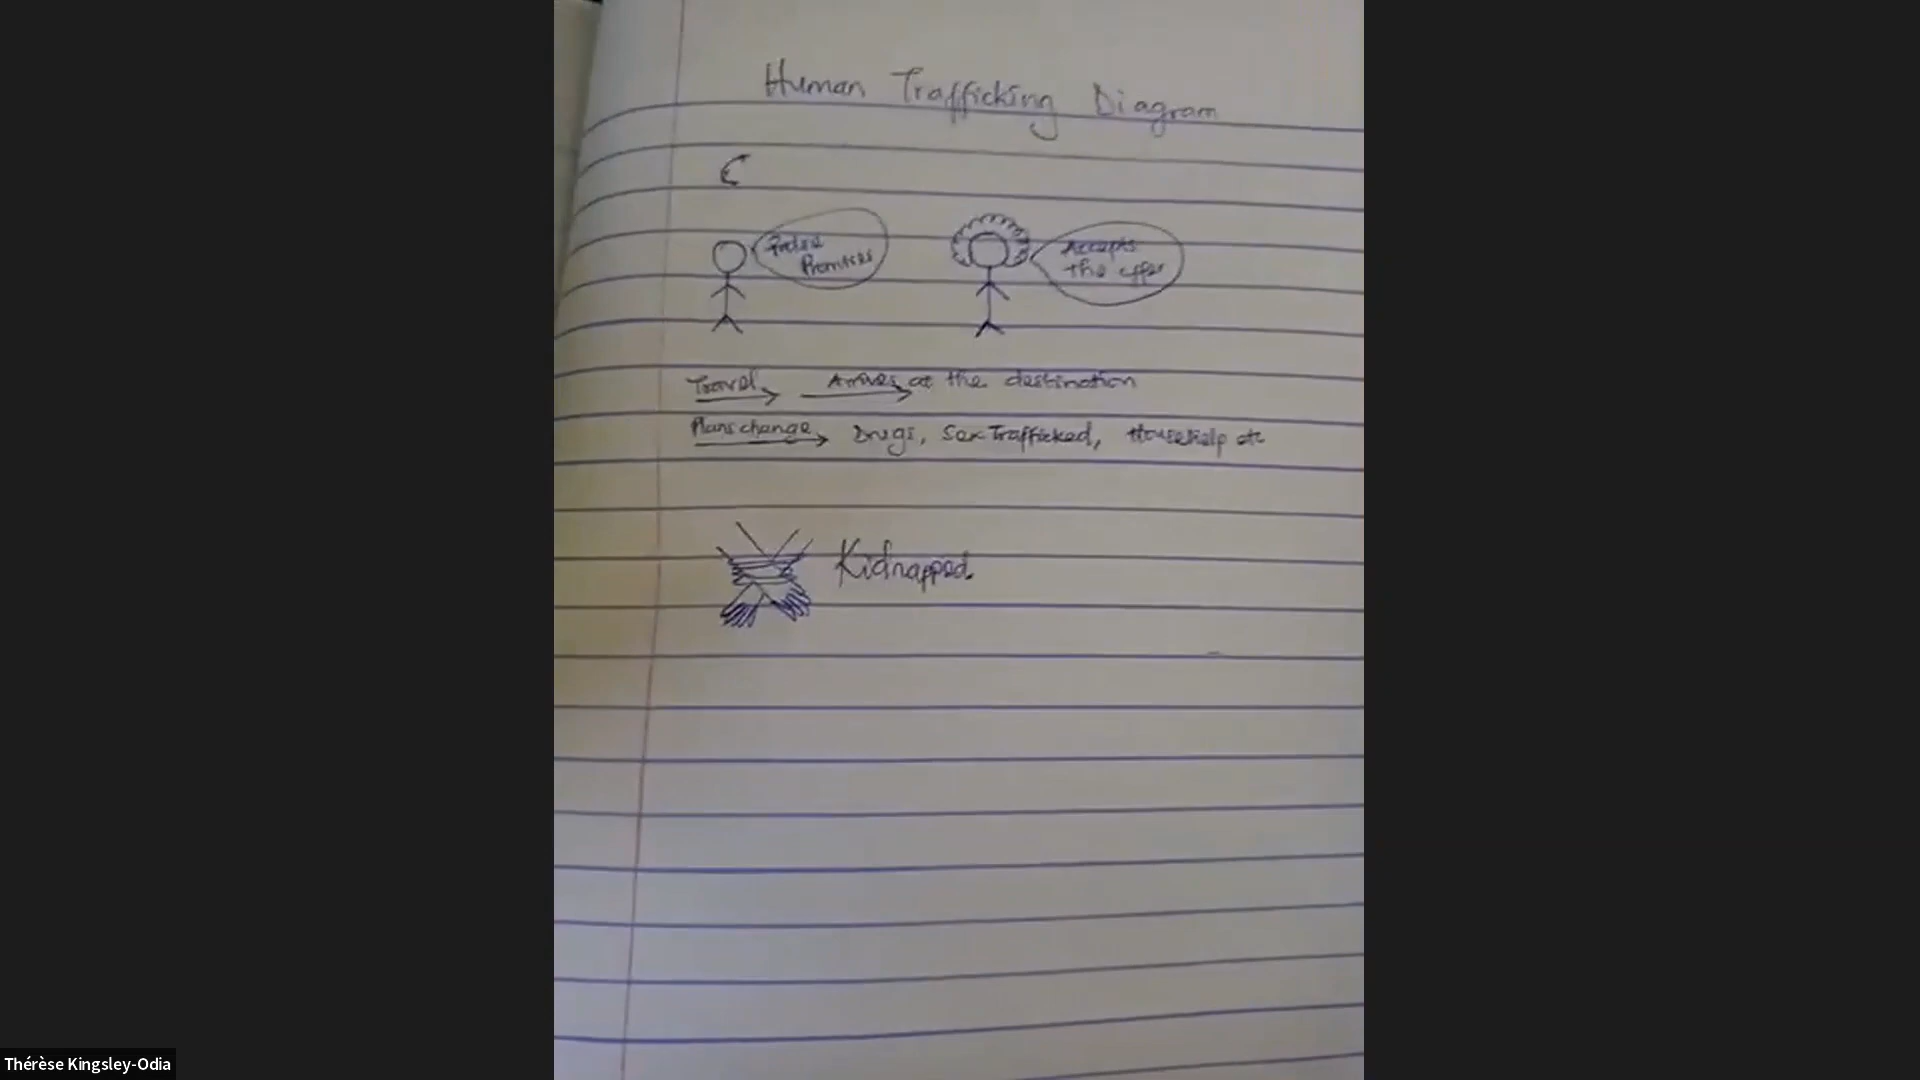 Human Trafficking Diagram
False
Promises
Accepts
the offer
Travel Arrives at the destination
Plans change Drugs, Sex Trafficked, Househelp etc
Kidnapped
Thérèse Kingsley-Odia